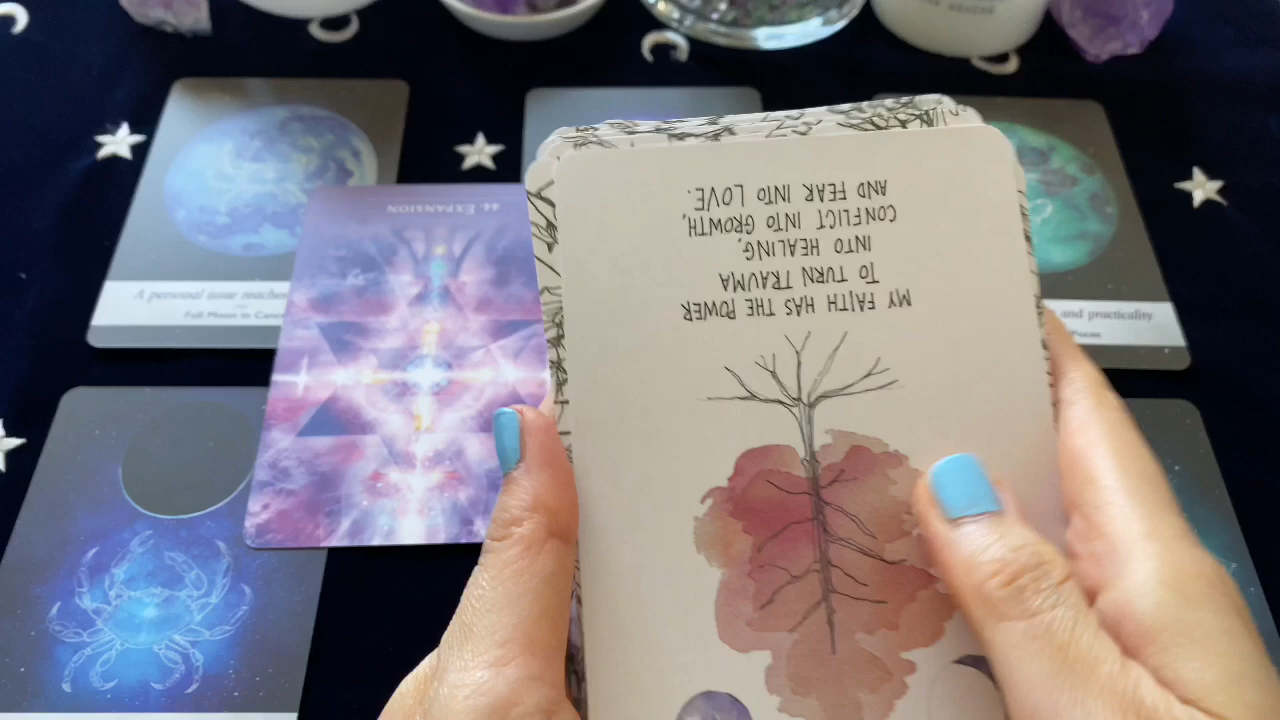 44. EXPANSION
A personal issue reaches
Full Moon in Cancer
and practicality
MY FAITH HAS THE POWER
TO TURN TRAUMA
INTO HEALING,
CONFLICT INTO GROWTH,
AND FEAR INTO LOVE.